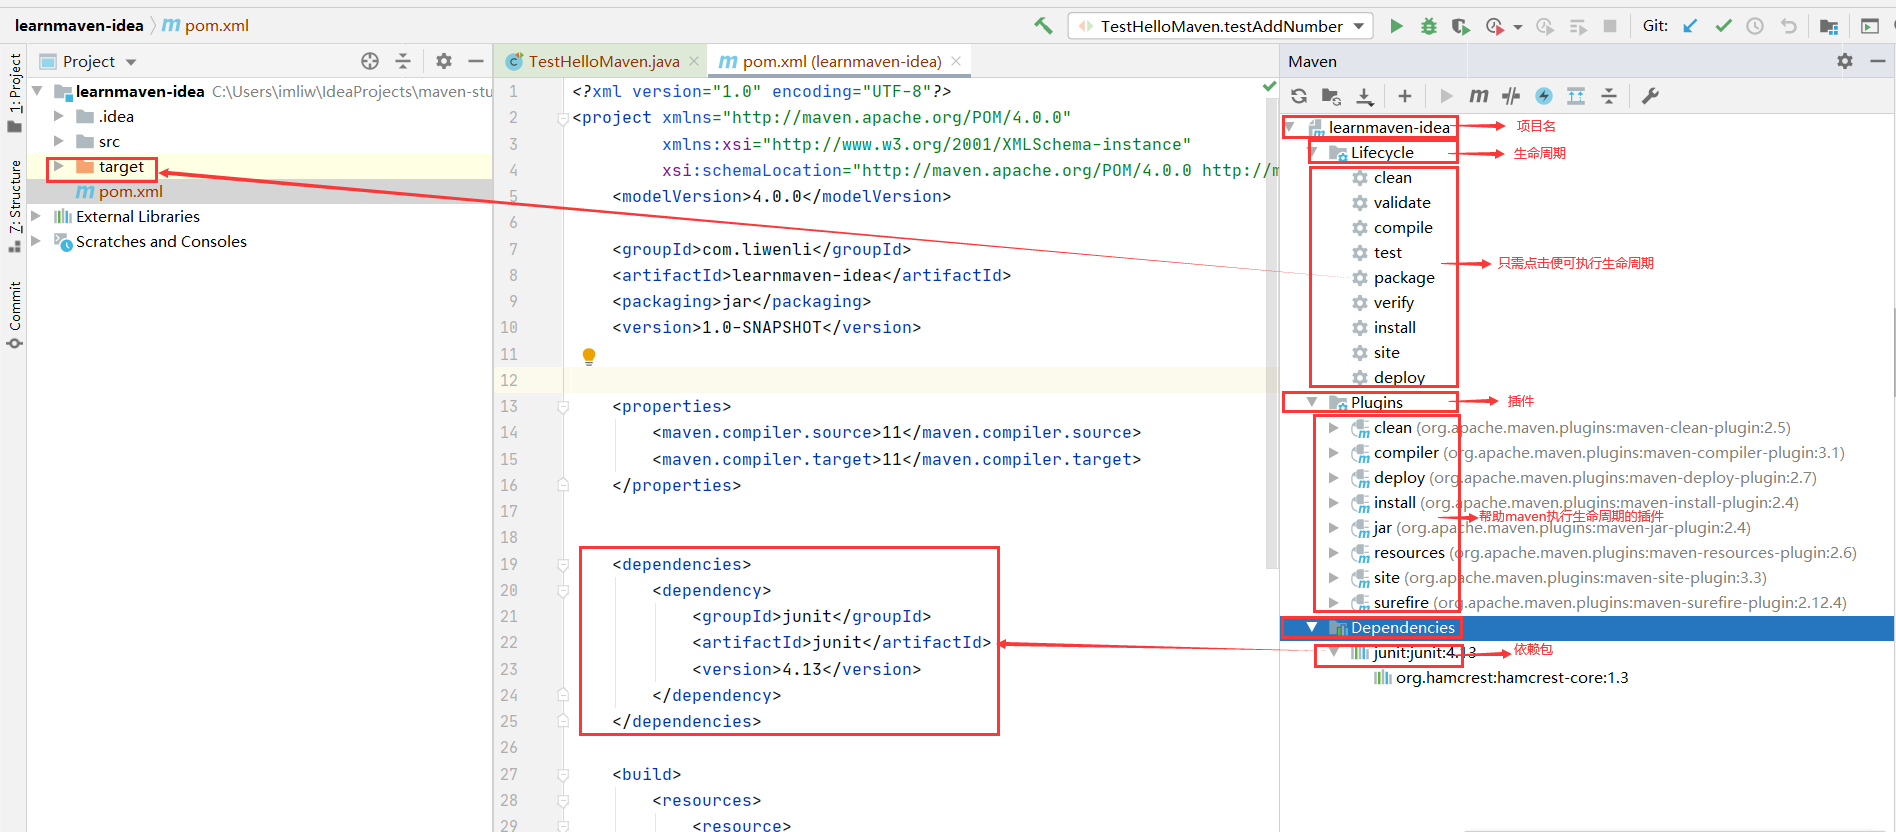 learnmaven-idea
pom.xml
TestHelloMaven.testAddNumber
Git:
1: Project
Z: Structure
Commit
Project
learnmaven-idea C:\Users\imliw\IdeaProjects\maven-stu
.idea
src
target
pom.xml
External Libraries
Scratches and Consoles
TestHelloMaven.java
pom.xml (learnmaven-idea)
1 <?xml version="1.0" encoding="UTF-8"?>
2 <project xmlns="http://maven.apache.org/POM/4.0.0"
3 xmlns:xsi="http://www.w3.org/2001/XMLSchema-instance"
4 xsi:schemaLocation="http://maven.apache.org/POM/4.0.0 http://m
5 <modelVersion>4.0.0</modelVersion>
6
7 <groupId>com.liwenli</groupId>
8 <artifactId>learnmaven-idea</artifactId>
9 <packaging>jar</packaging>
10 <version>1.0-SNAPSHOT</version>
11
12
13 <properties>
14 <maven.compiler.source>11</maven.compiler.source>
15 <maven.compiler.target>11</maven.compiler.target>
16 </properties>
17
18
19 <dependencies>
20 <dependency>
21 <groupId>junit</groupId>
22 <artifactId>junit</artifactId>
23 <version>4.13</version>
24 </dependency>
25 </dependencies>
26
27 <build>
28 <resources>
29 <resource>
Maven
learnmaven-idea 项目名
Lifecycle 生命周期
clean
validate
compile
test
只需点击便可执行生命周期
package
verify
install
site
deploy
Plugins 插件
clean (org.apache.maven.plugins:maven-clean-plugin:2.5)
compiler (org.apache.maven.plugins:maven-compiler-plugin:3.1)
deploy (org.apache.maven.plugins:maven-deploy-plugin:2.7)
install (org.apache.maven.plugins:maven-install-plugin:2.4)
帮助maven执行生命周期的插件
jar (org.apache.maven.plugins:maven-jar-plugin:2.4)
resources (org.apache.maven.plugins:maven-resources-plugin:2.6)
site (org.apache.maven.plugins:maven-site-plugin:3.3)
surefire (org.apache.maven.plugins:maven-surefire-plugin:2.12.4)
Dependencies
junit:junit:4.13 依赖包
org.hamcrest:hamcrest-core:1.3